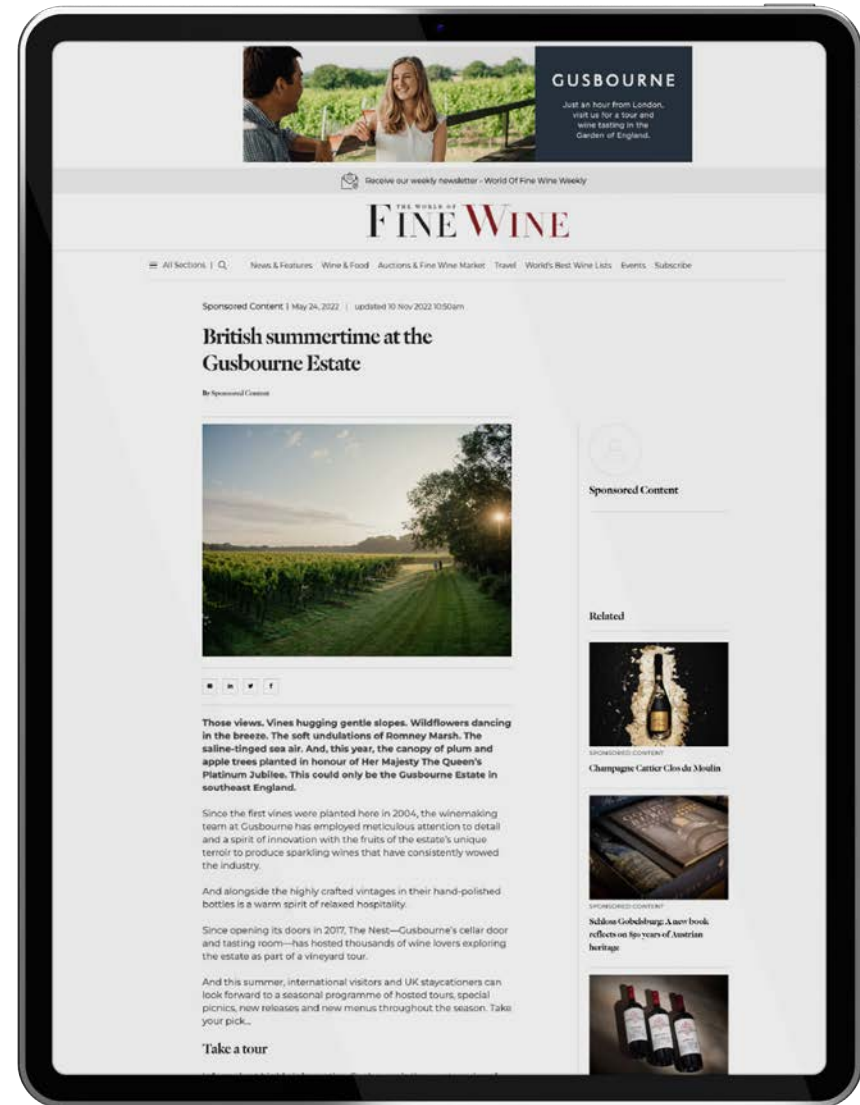 GUSBOURNE
Just an hour from London,
visit us for a tour and
wine tasting in the
Garden of England.
Receive our weekly newsletter - World Of Fine Wine Weekly
THE WORLD OF
FINE WINE
All Sections | News & Features Wine & Food Auctions & Fine Wine Market Travel World's Best Wine Lists Events Subscribe
Sponsored Content | May 24, 2022 | updated 10 Nov 2022 10:50am
British summertime at the
Gusbourne Estate
By Sponsored Content
Those views. Vines hugging gentle slopes. Wildflowers dancing
in the breeze. The soft undulations of Romney Marsh. The
saline-tinged sea air. And, this year, the canopy of plum and
apple trees planted in honour of Her Majesty The Queen's
Platinum Jubilee. This could only be the Gusbourne Estate in
southeast England.
Since the first vines were planted here in 2004, the winemaking
team at Gusbourne has employed meticulous attention to detail
and a spirit of innovation with the fruits of the estate's unique
terroir to produce sparkling wines that have consistently wowed
the industry.
And alongside the highly crafted vintages in their hand-polished
bottles is a warm spirit of relaxed hospitality.
Since opening its doors in 2017, The Nest—Gusbourne's cellar door
and tasting room—has hosted thousands of wine lovers exploring
the estate as part of a vineyard tour.
And this summer, international visitors and UK staycationers can
look forward to a seasonal programme of hosted tours, special
picnics, new releases and new menus throughout the season. Take
your pick...
Take a tour
Sponsored Content
Related
SPONSORED CONTENT
Champagne Cattier Clos du Moulin
SPONSORED CONTENT
Schloss Gobelsburg: A new book
reflects on 850 years of Austrian
heritage